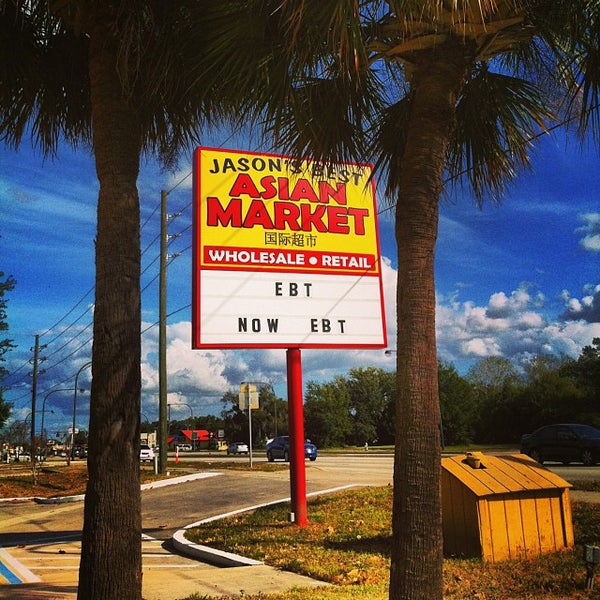 JASON'S BEST
ASIAN
MARKET
国际超市
WHOLESALE ● RETAIL
EBT
NOW EBT